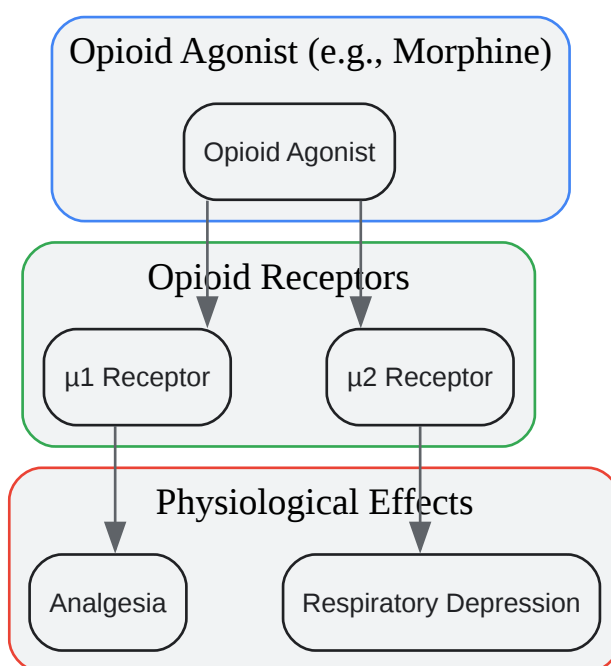 Opioid Agonist (e.g., Morphine)
Opioid Agonist
Opioid Receptors
µ1 Receptor
µ2 Receptor
Physiological Effects
Analgesia
Respiratory Depression